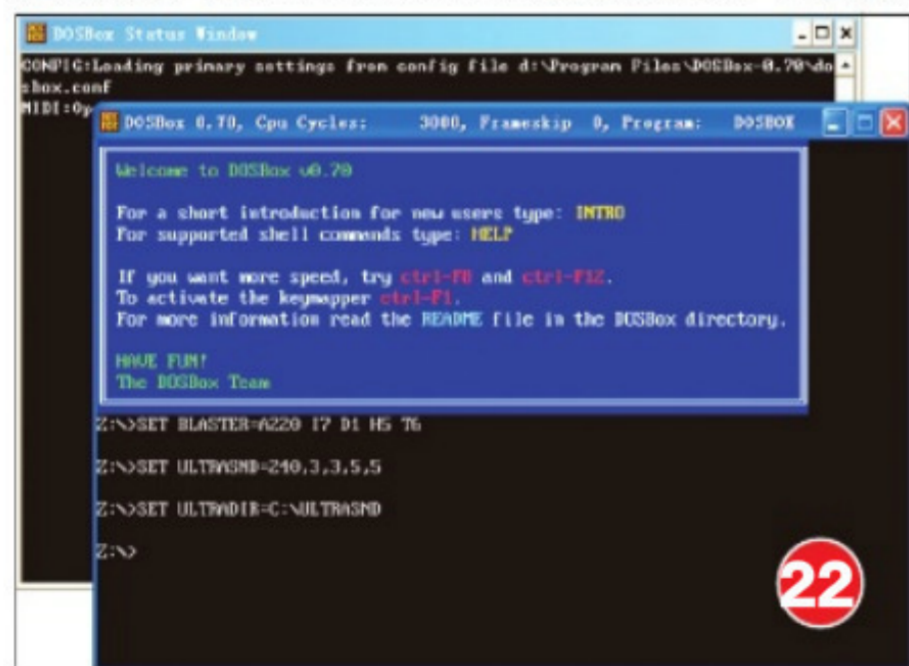 DOSBox Status Window
CONFIG:Loading primary settings from config file d:\Program Files\DOSBox-0.70\do
sbox.conf
MIDI:Op
DOSBox 0.70, Cpu Cycles: 3000, Frameskip 0, Program: DOSBOX
Welcome to DOSBox v0.70
For a short introduction for new users type: INTRO
For supported shell commands type: HELP
If you want more speed, try ctrl-F8 and ctrl-F12.
To activate the keymapper ctrl-F1.
For more information read the README file in the DOSBox directory.
HAVE FUN!
The DOSBox Team
Z:\>SET BLASTER=A220 I7 D1 H5 T6
Z:\>SET ULTRASND=240,3,3,5,5
Z:\>SET ULTRADIR=C:\ULTRASND
Z:\>
22